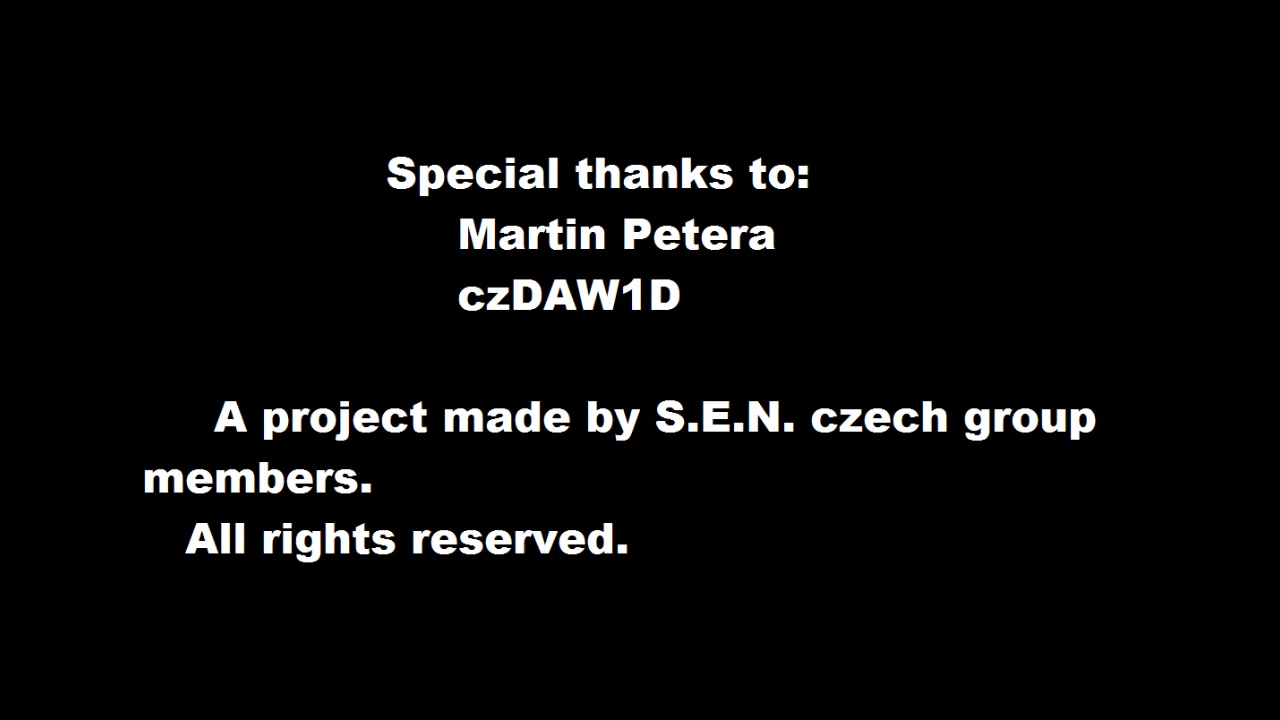 Special thanks to:
Martin Petera
czDAW1D
A project made by S.E.N. czech group
members.
All rights reserved.